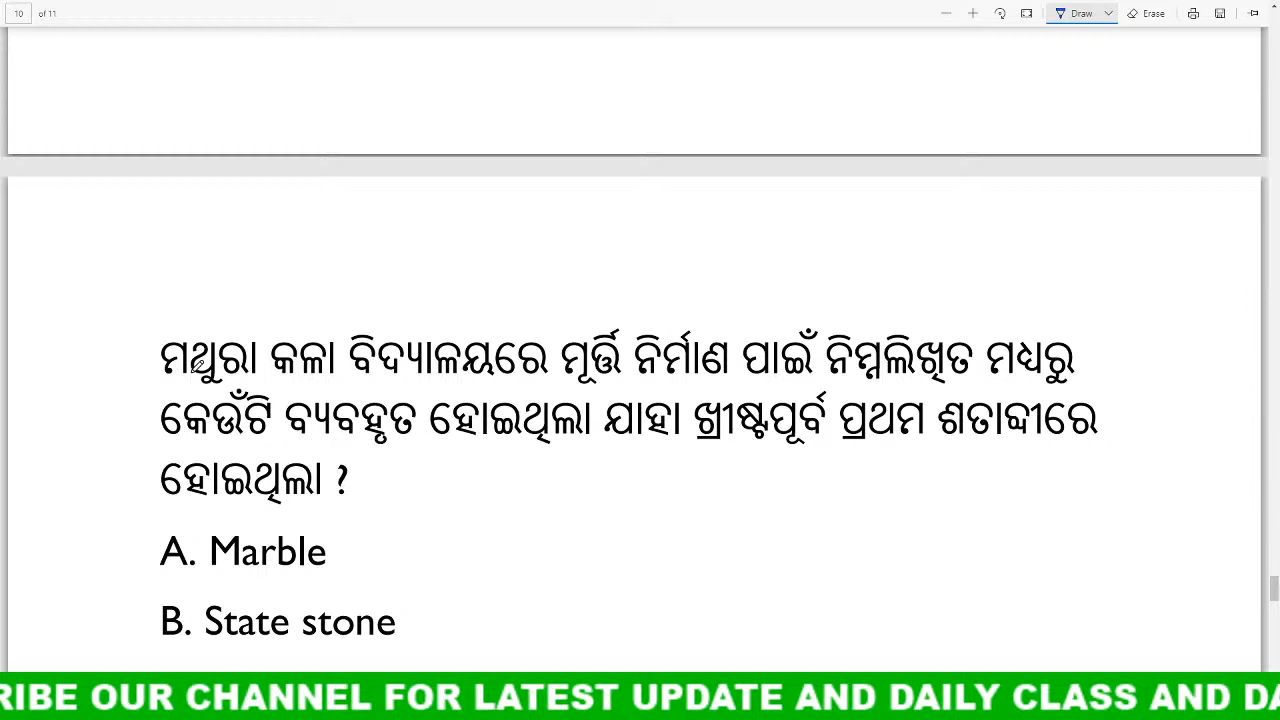 10 of 11 Draw Erase
ମଥୁରା କଳା ବିଦ୍ୟାଳୟରେ ମୂର୍ତ୍ତି ନିର୍ମାଣ ପାଇଁ ନିମ୍ନଲିଖିତ ମଧ୍ୟରୁ
କେଉଁଟି ବ୍ୟବହୃତ ହୋଇଥିଲା ଯାହା ଖ୍ରୀଷ୍ଟପୂର୍ବ ପ୍ରଥମ ଶତାବ୍ଦୀରେ
ହୋଇଥିଲା ?
A. Marble
B. State stone
RIBE OUR CHANNEL FOR LATEST UPDATE AND DAILY CLASS AND DA